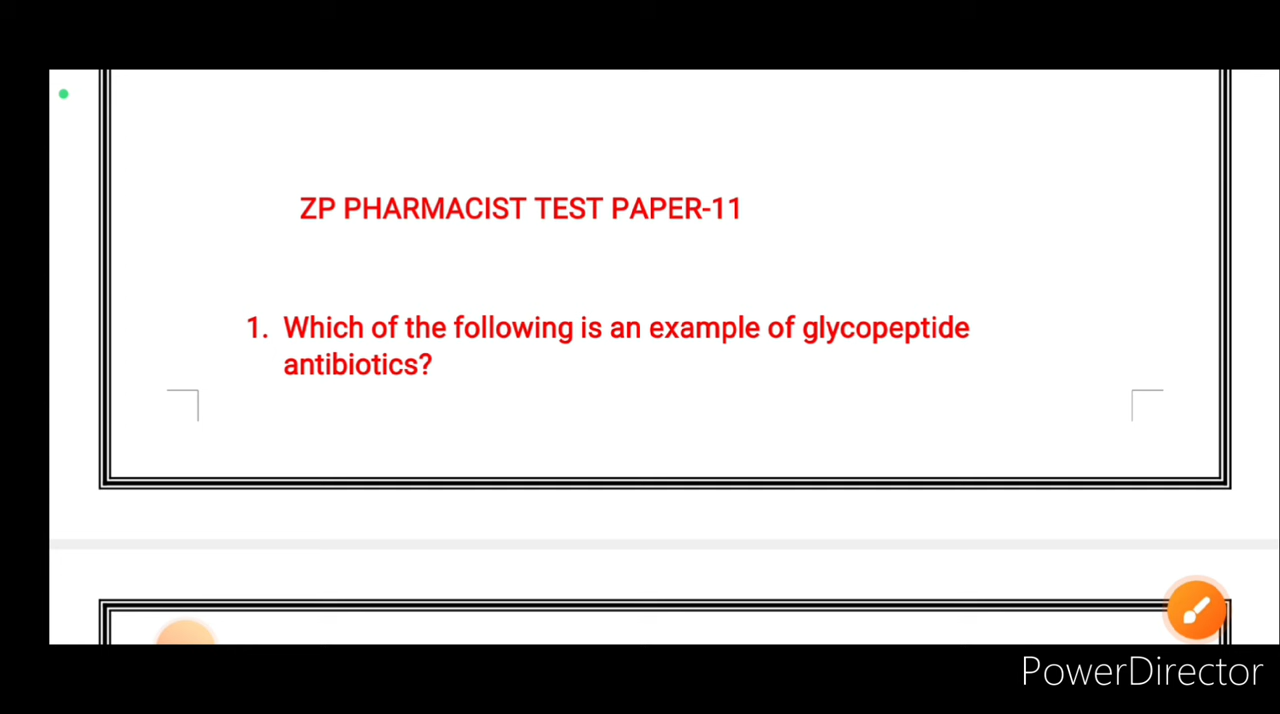 ZP PHARMACIST TEST PAPER-11
1. Which of the following is an example of glycopeptide
antibiotics?
PowerDirector